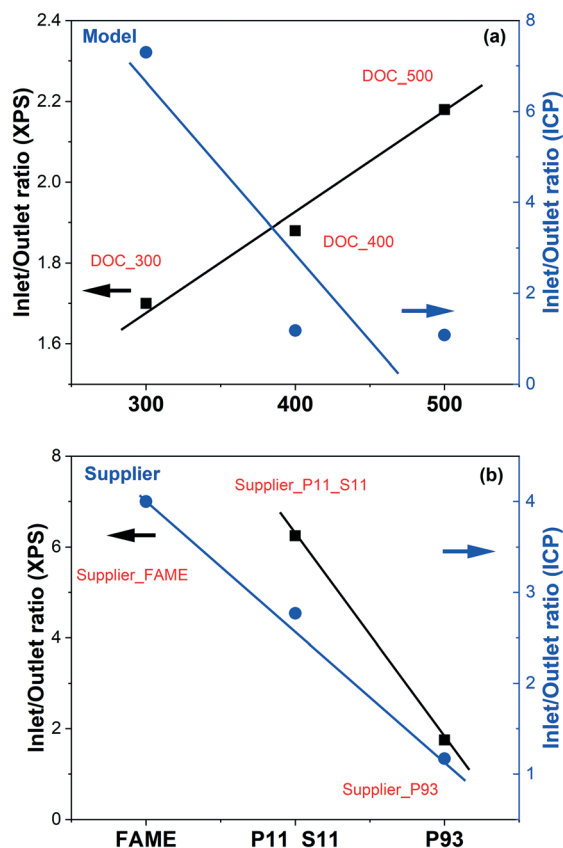 Model
(a)
2.4
2.2
2.0
1.8
1.6
Inlet/Outlet ratio (XPS)
DOC_300
DOC_400
DOC_500
8
6
4
2
0
Inlet/Outlet ratio (ICP)
300 400 500
Supplier
(b)
8
6
4
2
0
Inlet/Outlet ratio (XPS)
Supplier_FAME
Supplier_P11_S11
Supplier_P93
4
3
2
1
Inlet/Outlet ratio (ICP)
FAME P11 S11 P93